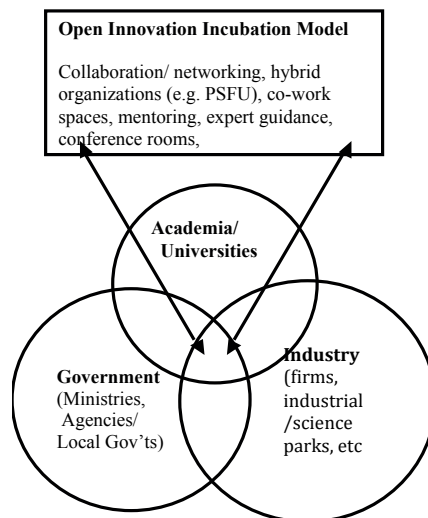 Open Innovation Incubation Model
Collaboration/ networking, hybrid
organizations (e.g. PSFU), co-work
spaces, mentoring, expert guidance,
conference rooms,
Academia/
Universities
Government
(Ministries,
Agencies/
Local Gov'ts)
Industry
(firms,
industrial
/science
parks, etc